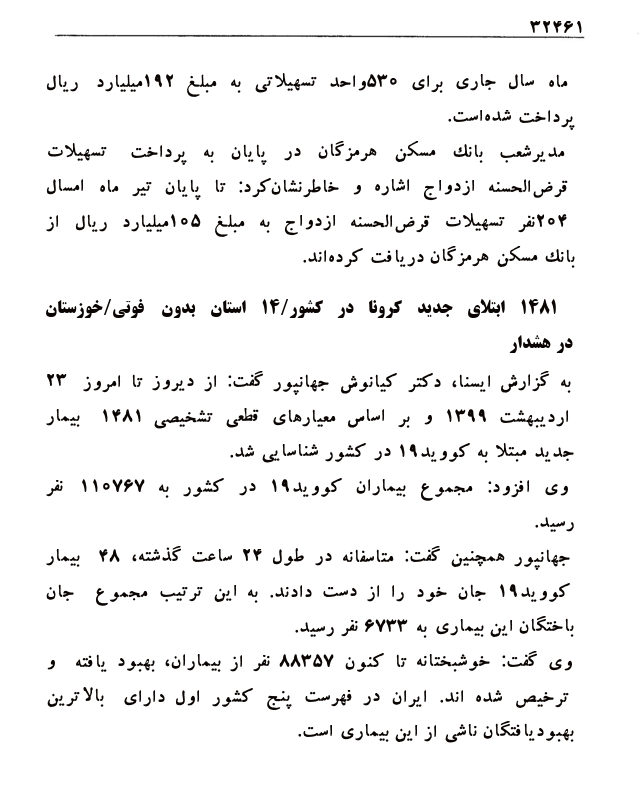 ۳۲۴۶۱
ماه سال جاری برای ۵۳۰واحد تسهیلاتی به مبلغ ۱۹۲میلیارد ریال
پرداخت شده‌است.
مدیرشعب بانك مسکن هرمزگان در پایان به پرداخت تسهیلات
قرض‌الحسنه ازدواج اشاره و خاطرنشان‌کرد: تا پایان تیر ماه امسال
۲۰۴نفر تسهیلات قرض‌الحسنه ازدواج به مبلغ ۱۰۵میلیارد ریال از
بانك مسکن هرمزگان دریافت کرده‌اند.
۱۴۸۱ ابتلای جدید کرونا در کشور/۱۴ استان بدون فوتی/خوزستان
در هشدار
به گزارش ایسنا، دکتر کیانوش جهانپور گفت: از دیروز تا امروز ۲۳
اردیبهشت ۱۳۹۹ و بر اساس معیارهای قطعی تشخیصی ۱۴۸۱ بیمار
جدید مبتلا به کووید۱۹ در کشور شناسایی شد.
وی افزود: مجموع بیماران کووید۱۹ در کشور به ۱۱۰۷۶۷ نفر
رسید.
جهانپور همچنین گفت: متاسفانه در طول ۲۴ ساعت گذشته، ۴۸ بیمار
کووید۱۹ جان خود را از دست دادند. به این ترتیب مجموع جان
باختگان این بیماری به ۶۷۳۳ نفر رسید.
وی گفت: خوشبختانه تا کنون ۸۸۳۵۷ نفر از بیماران، بهبود یافته و
ترخیص شده اند. ایران در فهرست پنج کشور اول دارای بالاترین
بهبودیافتگان ناشی از این بیماری است.